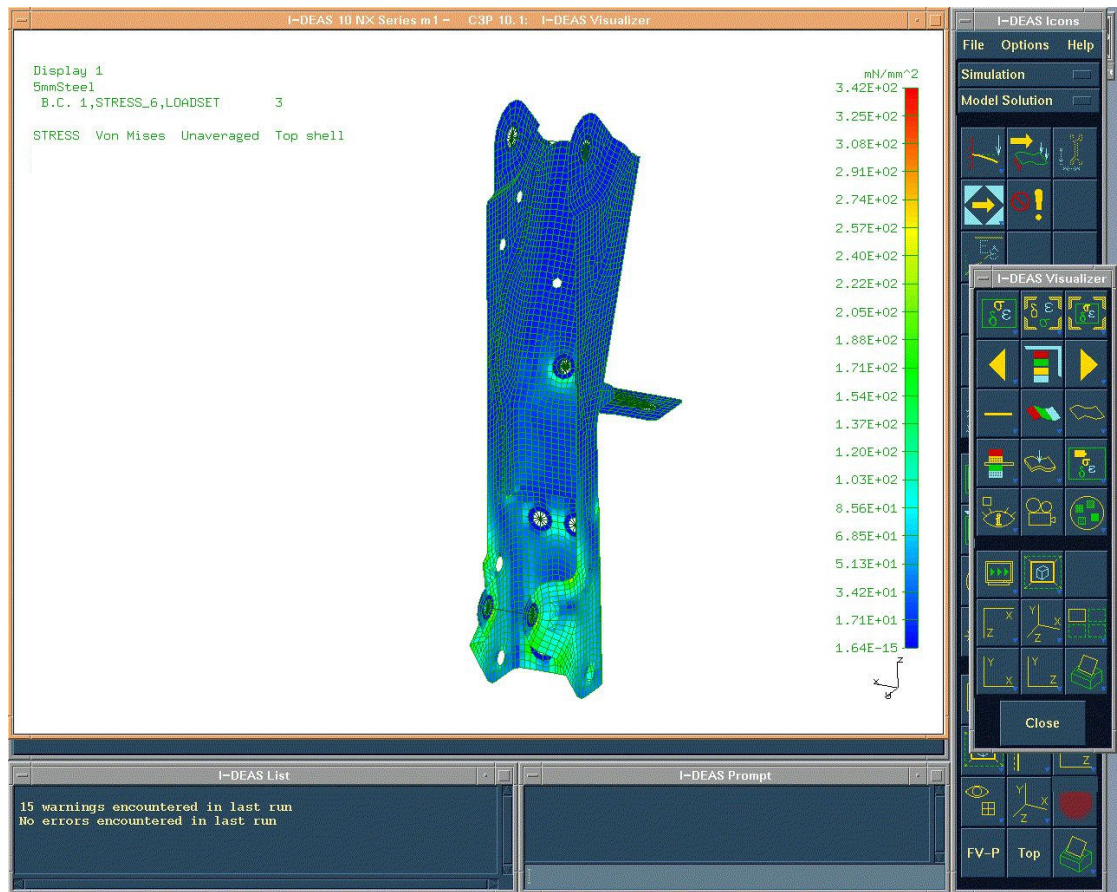 I-DEAS 10 NX Series m1 - C3P 10.1: I-DEAS Visualizer
Display 1
5mmSteel
B.C. 1,STRESS_6,LOADSET 3
STRESS Von Mises Unaveraged Top shell
mN/mm^2
3.42E+02
3.25E+02
3.08E+02
2.91E+02
2.74E+02
2.57E+02
2.40E+02
2.22E+02
2.05E+02
1.88E+02
1.71E+02
1.54E+02
1.37E+02
1.20E+02
1.03E+02
8.56E+01
6.85E+01
5.13E+01
3.42E+01
1.71E+01
1.64E-15
Z
X
y
I-DEAS Icons
File Options Help
Simulation
Model Solution
I-DEAS Visualizer
σ
δ ε
δ ε
σ
σ
δ ε
σ
δ ε
i
X
Z
Y
X
Z
Y
X
Y
Z
Close
Z
Y
X
Z
FV-P Top
I-DEAS List
15 warnings encountered in last run
No errors encountered in last run
I-DEAS Prompt